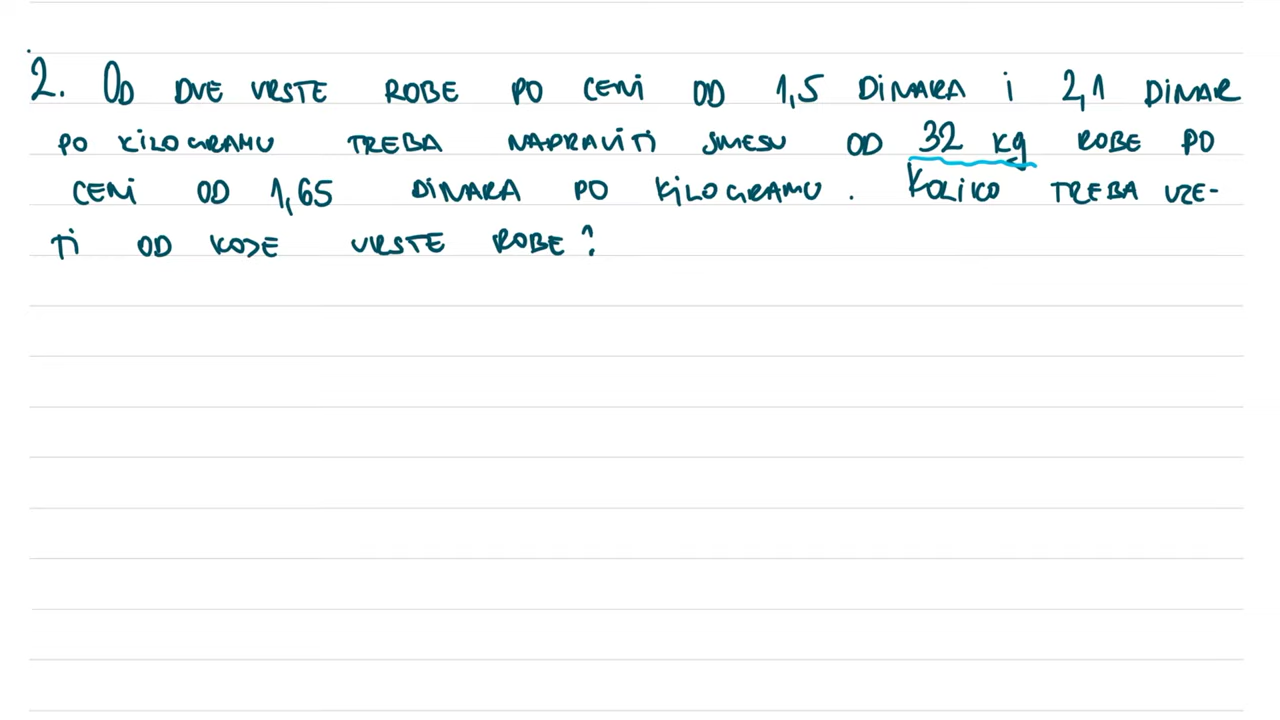 2. OD DVE VRSTE ROBE PO CENI OD 1,5 DINARA I 2,1 DINAR
PO KILOGRAMU TREBA NAPRAVITI SMESU OD 32 kg ROBE PO
CENI OD 1,65 DINARA PO KILOGRAMU. KOLIKO TREBA UZE-
TI OD KOJE VRSTE ROBE?